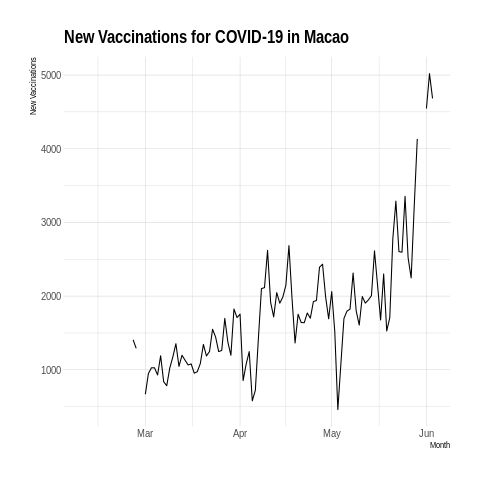 New Vaccinations for COVID-19 in Macao
New Vaccinations
5000
4000
3000
2000
1000
Mar Apr May Jun
Month